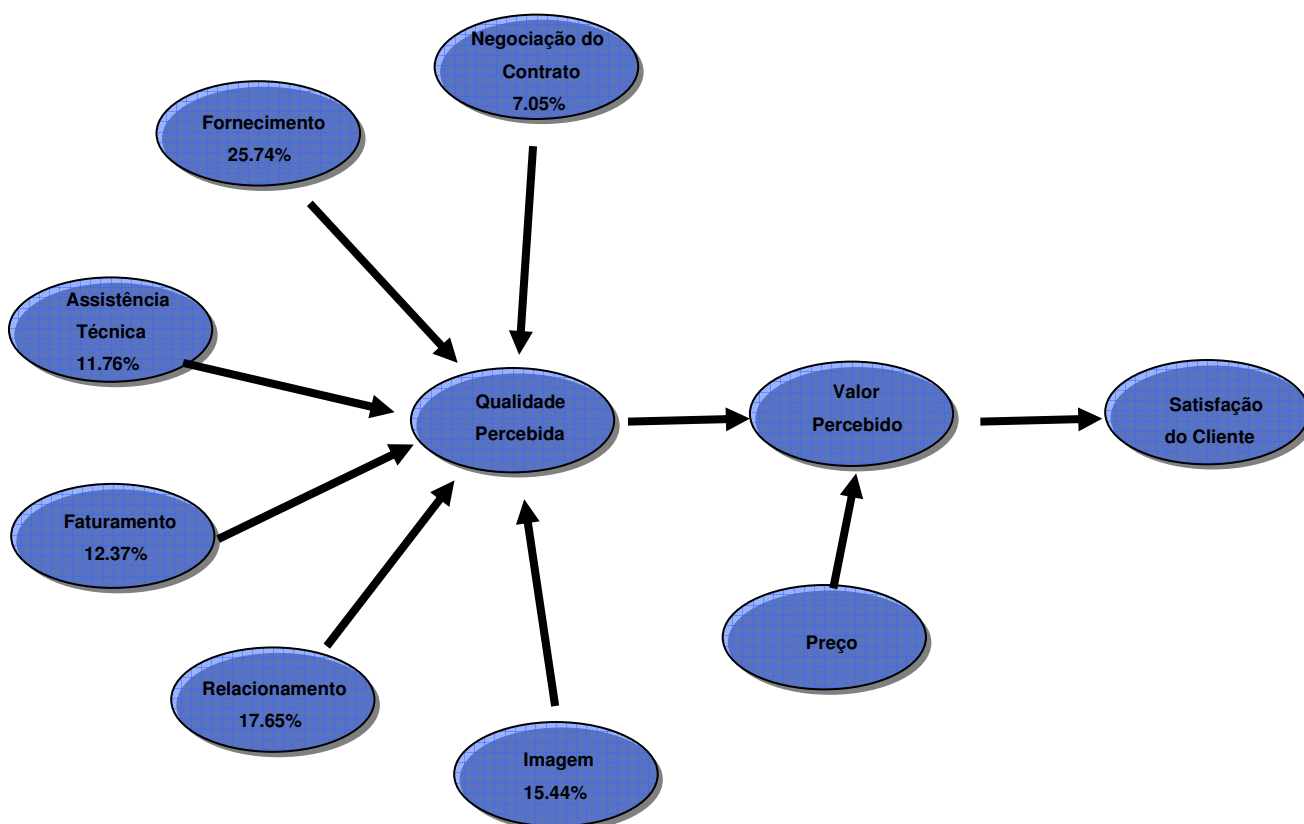 Negociação do
Contrato
7.05%
Fornecimento
25.74%
Assistência
Técnica
11.76%
Qualidade
Percebida
Valor
Percebido
Satisfação
do Cliente
Faturamento
12.37%
Preço
Relacionamento
17.65%
Imagem
15.44%